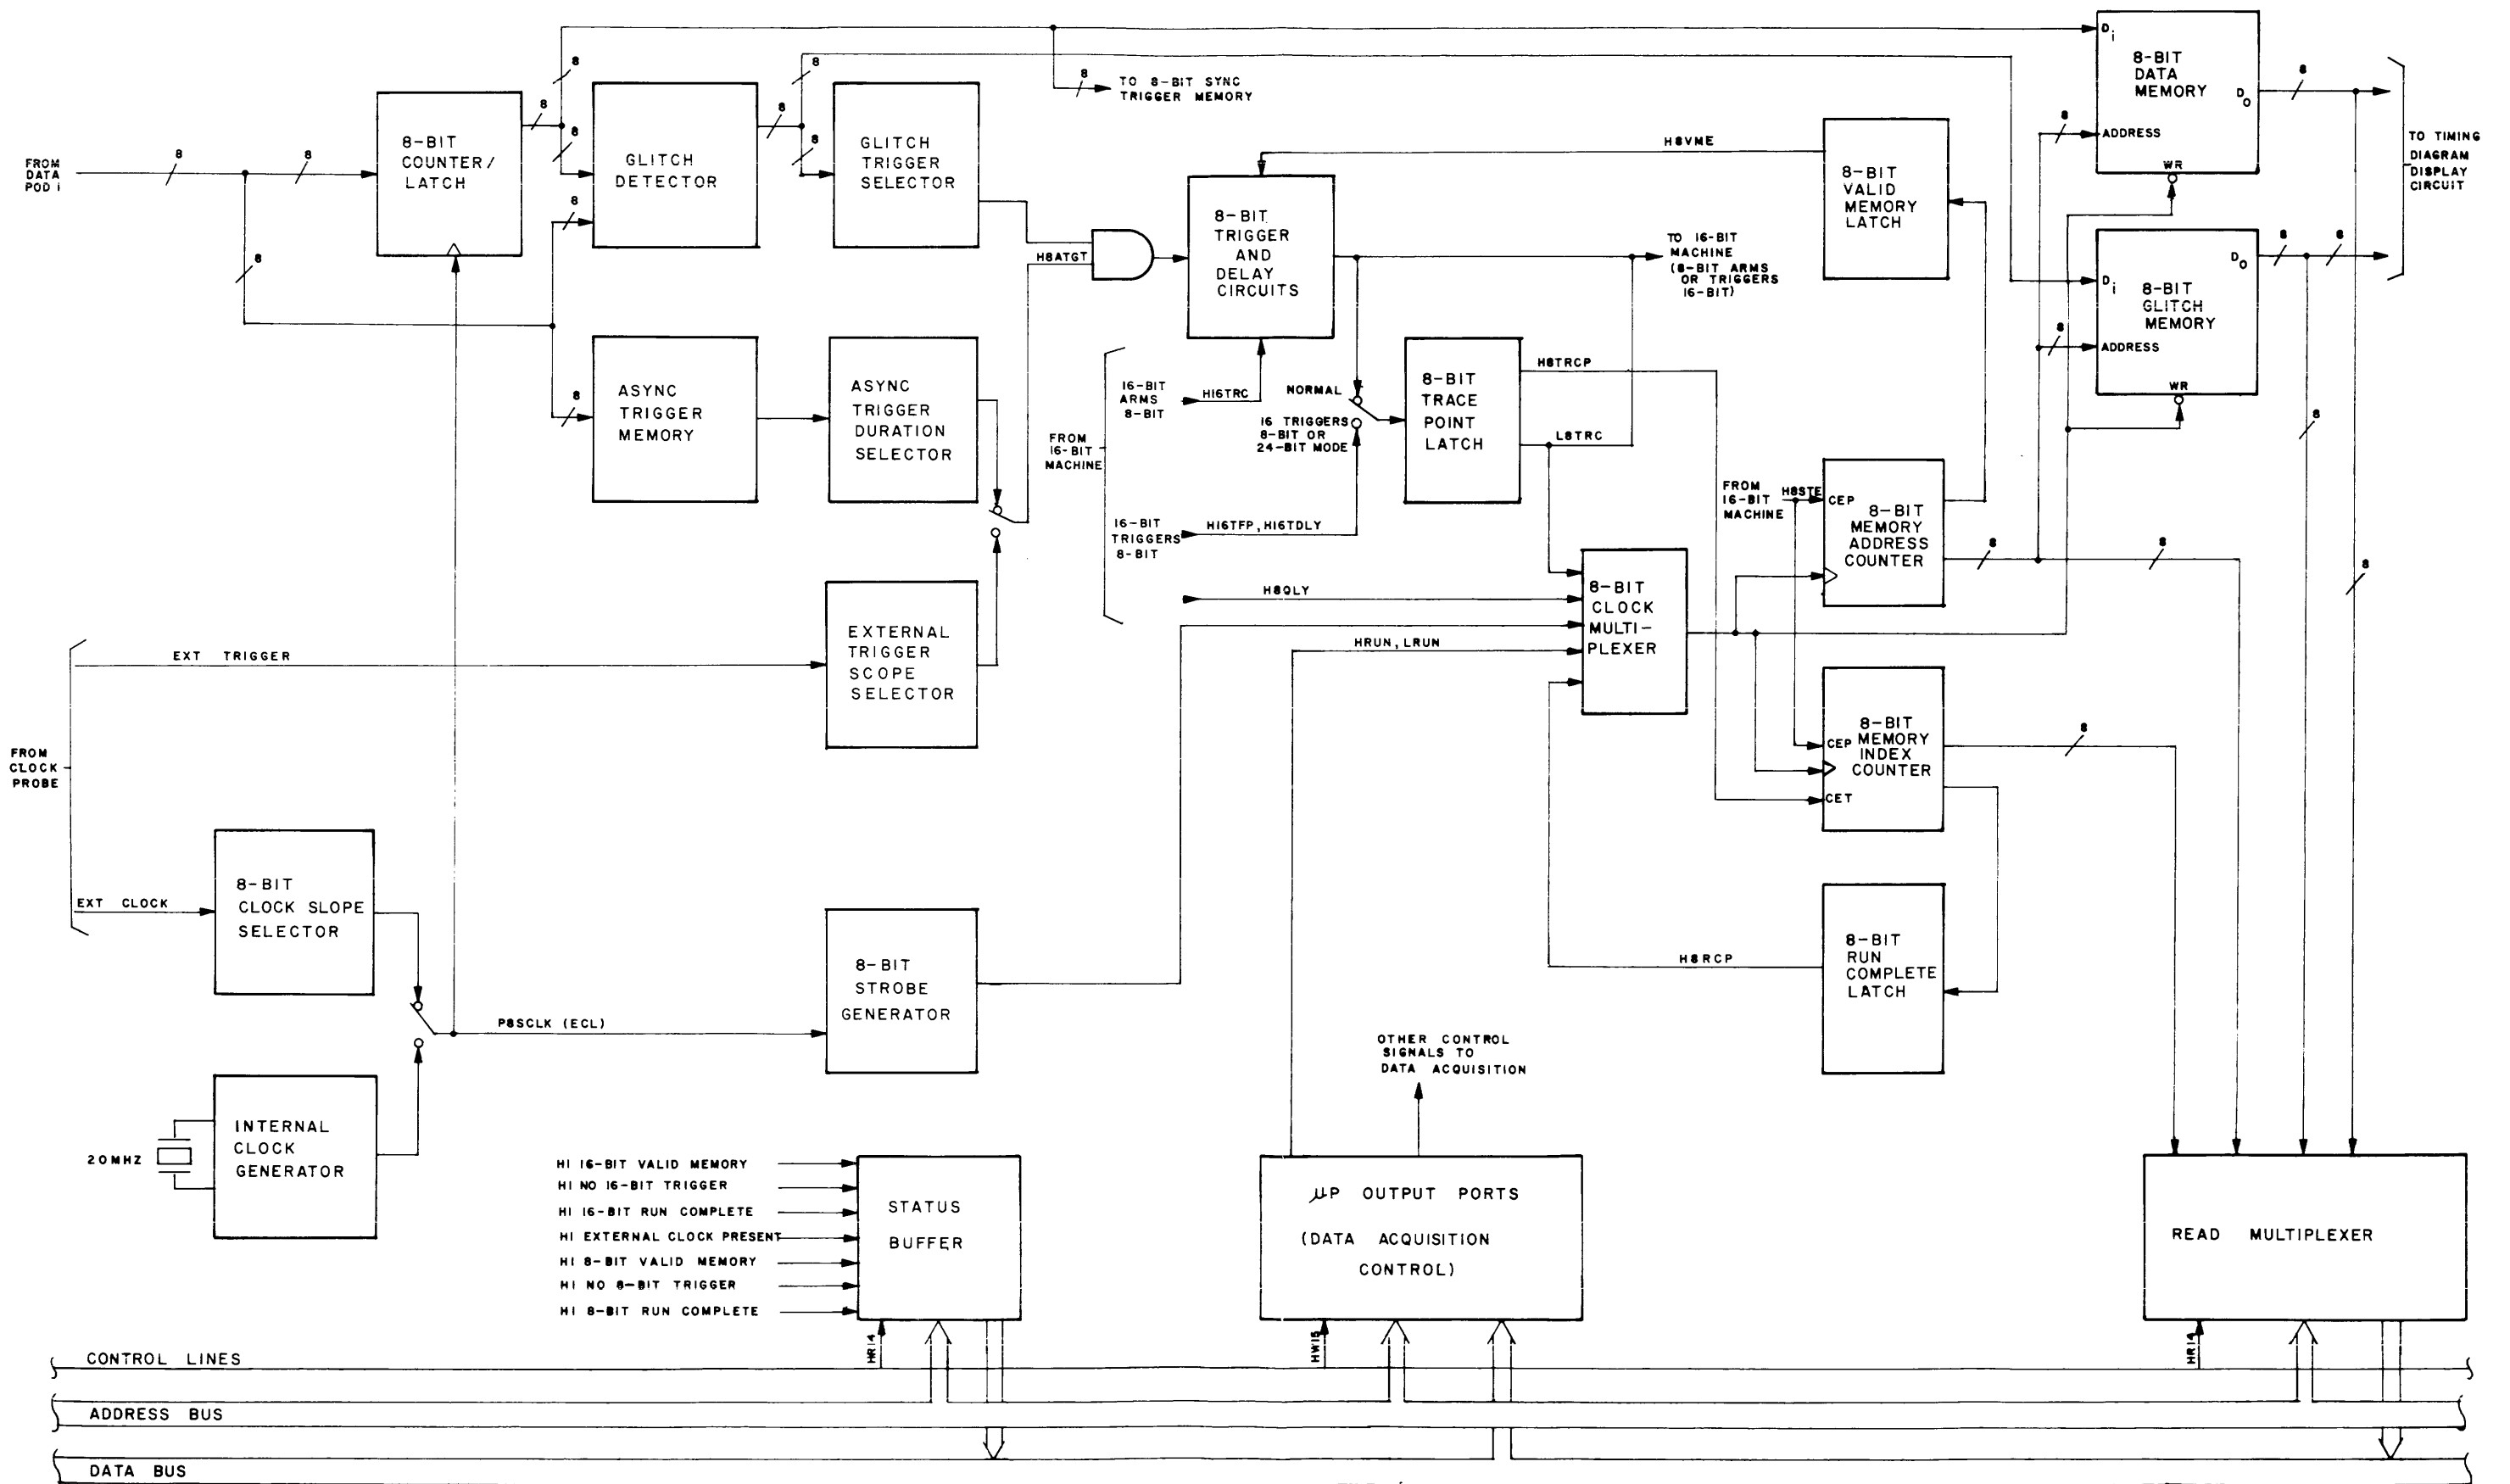 FROM
DATA
POD 1
8
8
8
8-BIT
COUNTER/
LATCH
8
8
8
8
GLITCH
DETECTOR
8
8
8
GLITCH
TRIGGER
SELECTOR
8
TO 8-BIT SYNC
TRIGGER MEMORY
H8ATGT
8-BIT
TRIGGER
AND
DELAY
CIRCUITS
H8VME
8-BIT
VALID
MEMORY
LATCH
Di
8-BIT
DATA
MEMORY
Do
ADDRESS
WR
8
8
TO TIMING
DIAGRAM
DISPLAY
CIRCUIT
Di
8-BIT
GLITCH
MEMORY
Do
ADDRESS
WR
8
8
8
8
8
TO 16-BIT
MACHINE
(8-BIT ARMS
OR TRIGGERS
16-BIT)
8
ASYNC
TRIGGER
MEMORY
ASYNC
TRIGGER
DURATION
SELECTOR
FROM
16-BIT
MACHINE
16-BIT
ARMS
8-BIT
H16TRC
NORMAL
16 TRIGGERS
8-BIT OR
24-BIT MODE
16-BIT
TRIGGERS
8-BIT
H16TFP, H16TDLY
8-BIT
TRACE
POINT
LATCH
H8TRCP
L8TRC
FROM
16-BIT
MACHINE
H8STE
CEP
8-BIT
MEMORY
ADDRESS
COUNTER
8
8
H8QLY
HRUN, LRUN
8-BIT
CLOCK
MULTI-
PLEXER
EXTERNAL
TRIGGER
SCOPE
SELECTOR
EXT TRIGGER
FROM
CLOCK
PROBE
EXT CLOCK
8-BIT
CLOCK SLOPE
SELECTOR
CEP
8-BIT
MEMORY
INDEX
COUNTER
CET
8
8-BIT
RUN
COMPLETE
LATCH
H8RCP
8-BIT
STROBE
GENERATOR
P8SCLK (ECL)
20MHZ
INTERNAL
CLOCK
GENERATOR
OTHER CONTROL
SIGNALS TO
DATA ACQUISITION
HI 16-BIT VALID MEMORY
HI NO 16-BIT TRIGGER
HI 16-BIT RUN COMPLETE
HI EXTERNAL CLOCK PRESENT
HI 8-BIT VALID MEMORY
HI NO 8-BIT TRIGGER
HI 8-BIT RUN COMPLETE
STATUS
BUFFER
μP OUTPUT PORTS
(DATA ACQUISITION
CONTROL)
READ MULTIPLEXER
HR14
HW15
HR14
CONTROL LINES
ADDRESS BUS
DATA BUS